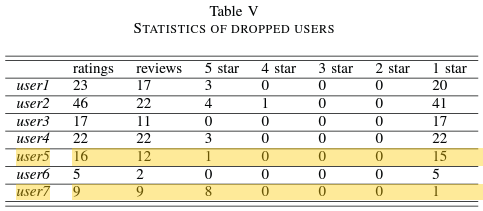 Table V
STATISTICS OF DROPPED USERS
ratings reviews 5 star 4 star 3 star 2 star 1 star
user1 23 17 3 0 0 0 20
user2 46 22 4 1 0 0 41
user3 17 11 0 0 0 0 17
user4 22 22 3 0 0 0 22
user5 16 12 1 0 0 0 15
user6 5 2 0 0 0 0 5
user7 9 9 8 0 0 0 1